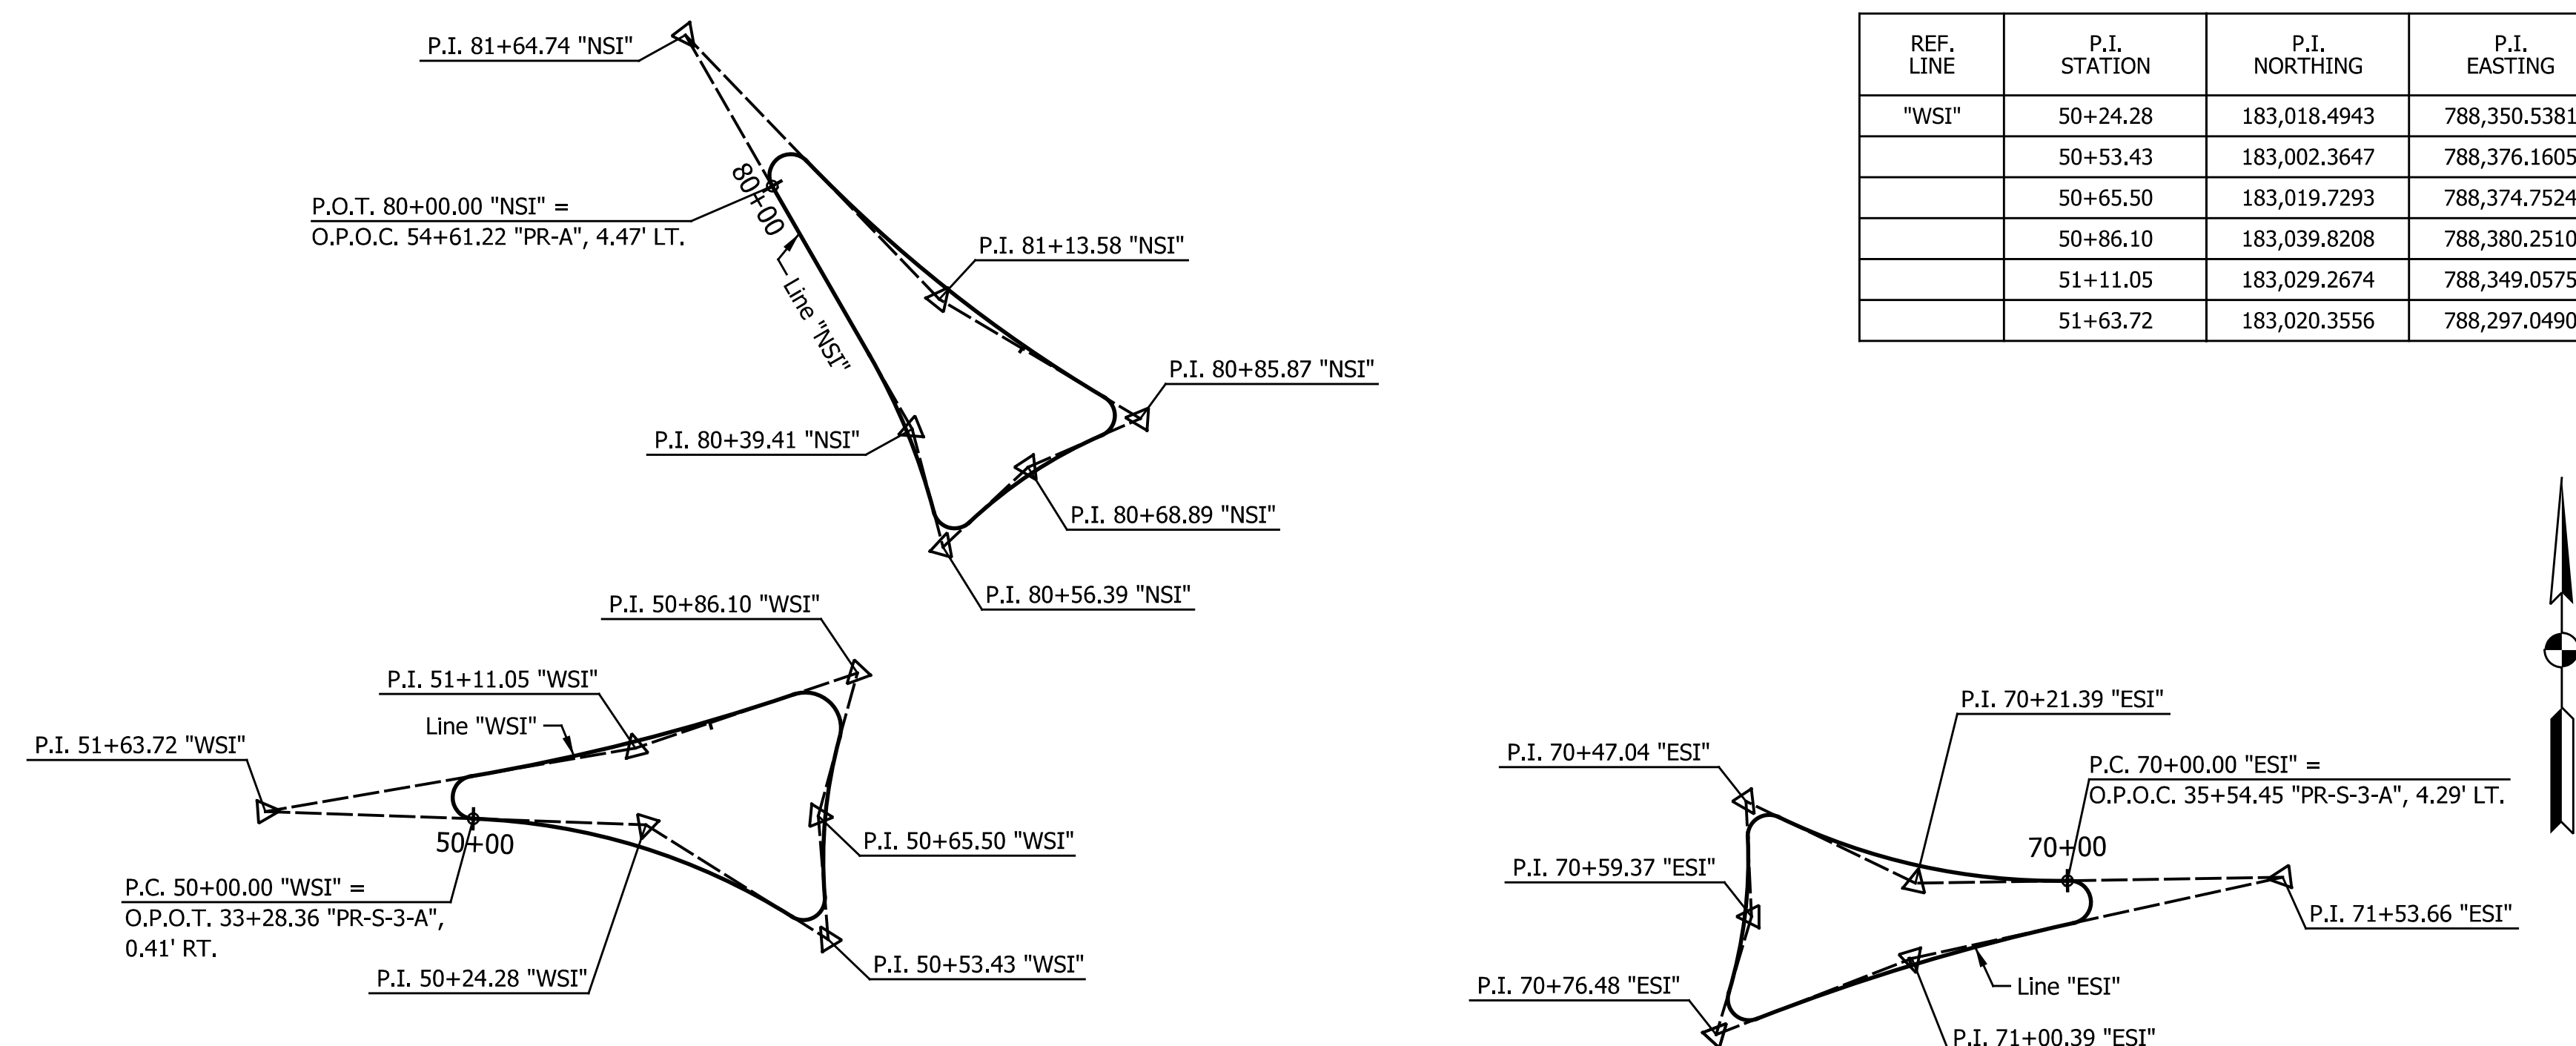 P.I. 81+64.74 "NSI"
80+00
P.O.T. 80+00.00 "NSI" =
O.P.O.C. 54+61.22 "PR-A", 4.47' LT.
Line "NSI"
P.I. 81+13.58 "NSI"
P.I. 80+85.87 "NSI"
P.I. 80+39.41 "NSI"
P.I. 80+68.89 "NSI"
P.I. 80+56.39 "NSI"
REF. LINE P.I. STATION P.I. NORTHING P.I. EASTING
"WSI" 50+24.28 183,018.4943 788,350.5381
50+53.43 183,002.3647 788,376.1605
50+65.50 183,019.7293 788,374.7524
50+86.10 183,039.8208 788,380.2510
51+11.05 183,029.2674 788,349.0575
51+63.72 183,020.3556 788,297.0490
P.I. 50+86.10 "WSI"
P.I. 51+11.05 "WSI"
Line "WSI"
P.I. 51+63.72 "WSI"
50+00
P.I. 50+65.50 "WSI"
P.C. 50+00.00 "WSI" =
O.P.O.T. 33+28.36 "PR-S-3-A",
0.41' RT.
P.I. 50+24.28 "WSI"
P.I. 50+53.43 "WSI"
P.I. 70+21.39 "ESI"
P.I. 70+47.04 "ESI"
P.C. 70+00.00 "ESI" =
O.P.O.C. 35+54.45 "PR-S-3-A", 4.29' LT.
70+00
P.I. 70+59.37 "ESI"
P.I. 71+53.66 "ESI"
P.I. 70+76.48 "ESI"
Line "ESI"
P.I. 71+00.39 "ESI"